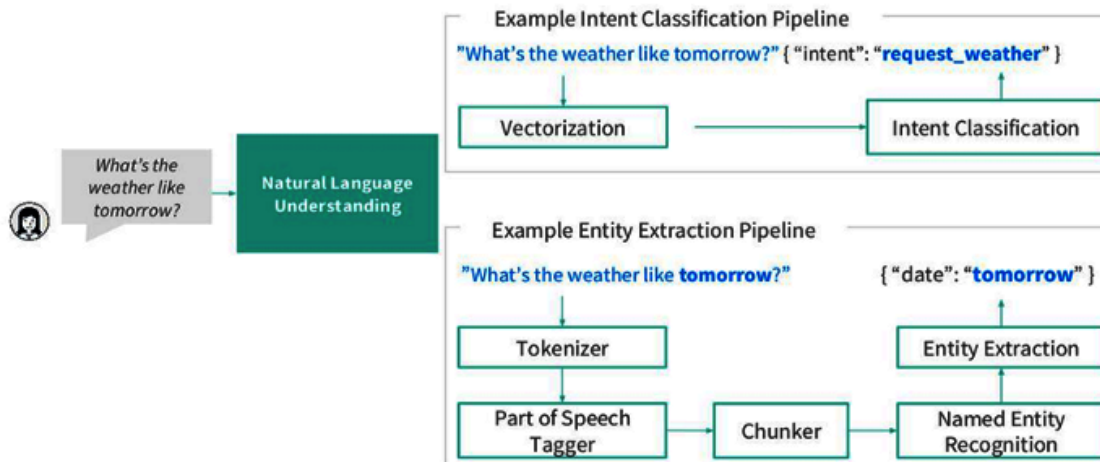 Example Intent Classification Pipeline
”What’s the weather like tomorrow?” { “intent”: “request_weather” }
Vectorization
Intent Classification
What’s the
weather like
tomorrow?
Natural Language
Understanding
Example Entity Extraction Pipeline
”What’s the weather like tomorrow?”
{ “date”: “tomorrow” }
Tokenizer
Entity Extraction
Part of Speech
Tagger
Chunker
Named Entity
Recognition